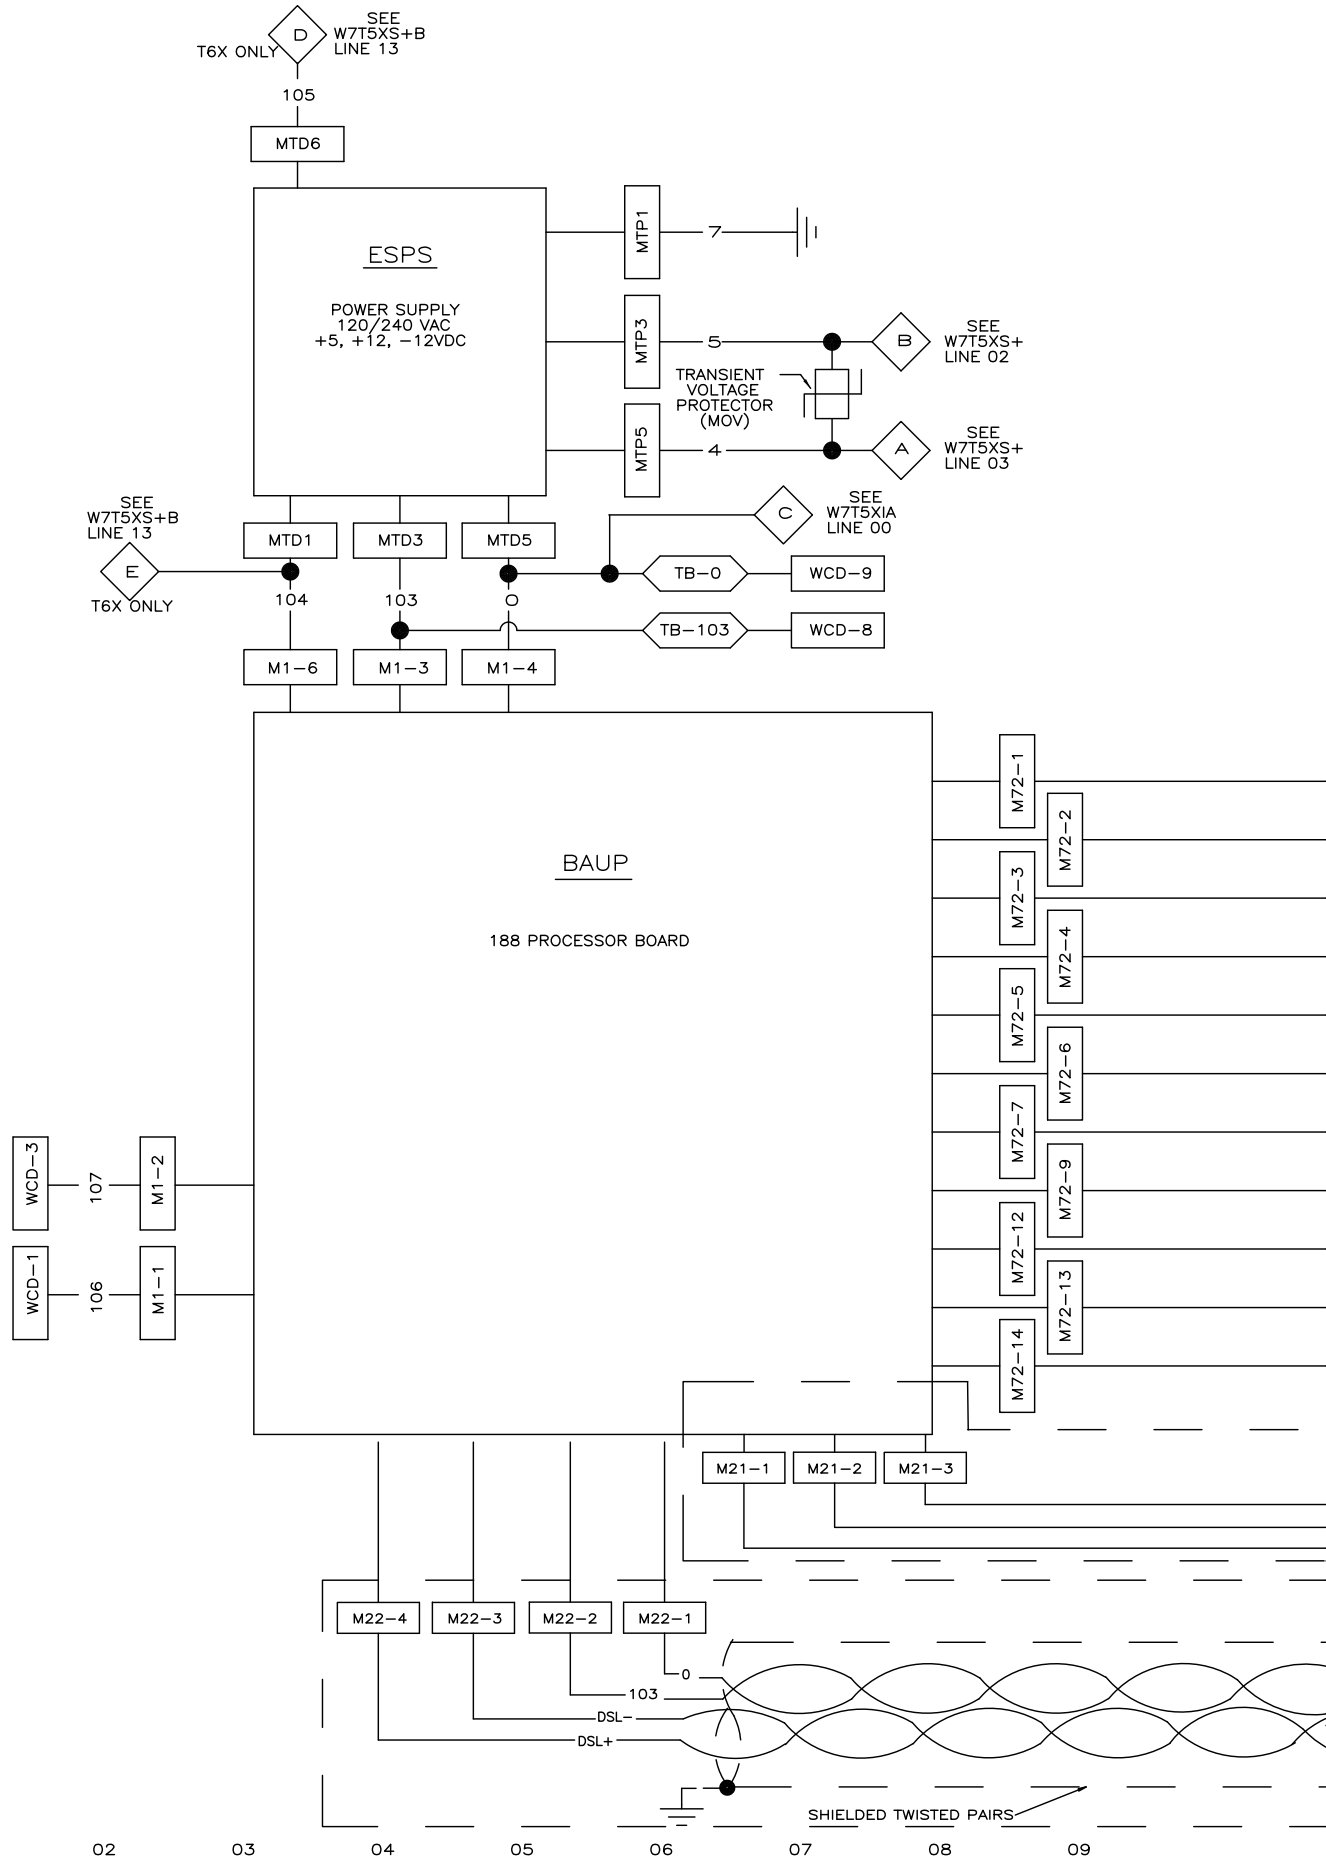 SEE
W7T5XS+B
LINE 13
D
T6X ONLY
105
MTD6
MTP1
7
ESPS
POWER SUPPLY
120/240 VAC
+5, +12, -12VDC
MTP3
5
B
SEE
W7T5XS+
LINE 02
TRANSIENT
VOLTAGE
PROTECTOR
(MOV)
MTP5
4
A
SEE
W7T5XS+
LINE 03
SEE
W7T5XS+B
LINE 13
E
T6X ONLY
C
SEE
W7T5XIA
LINE 00
MTD1
MTD3
MTD5
TB-0
WCD-9
104
103
0
TB-103
WCD-8
M1-6
M1-3
M1-4
BAUP
188 PROCESSOR BOARD
M72-1
M72-2
M72-3
M72-4
M72-5
M72-6
M72-7
M72-9
M72-12
M72-13
M72-14
WCD-3
107
M1-2
WCD-1
106
M1-1
M21-1
M21-2
M21-3
M22-4
M22-3
M22-2
M22-1
0
103
DSL-
DSL+
SHIELDED TWISTED PAIRS
02
03
04
05
06
07
08
09